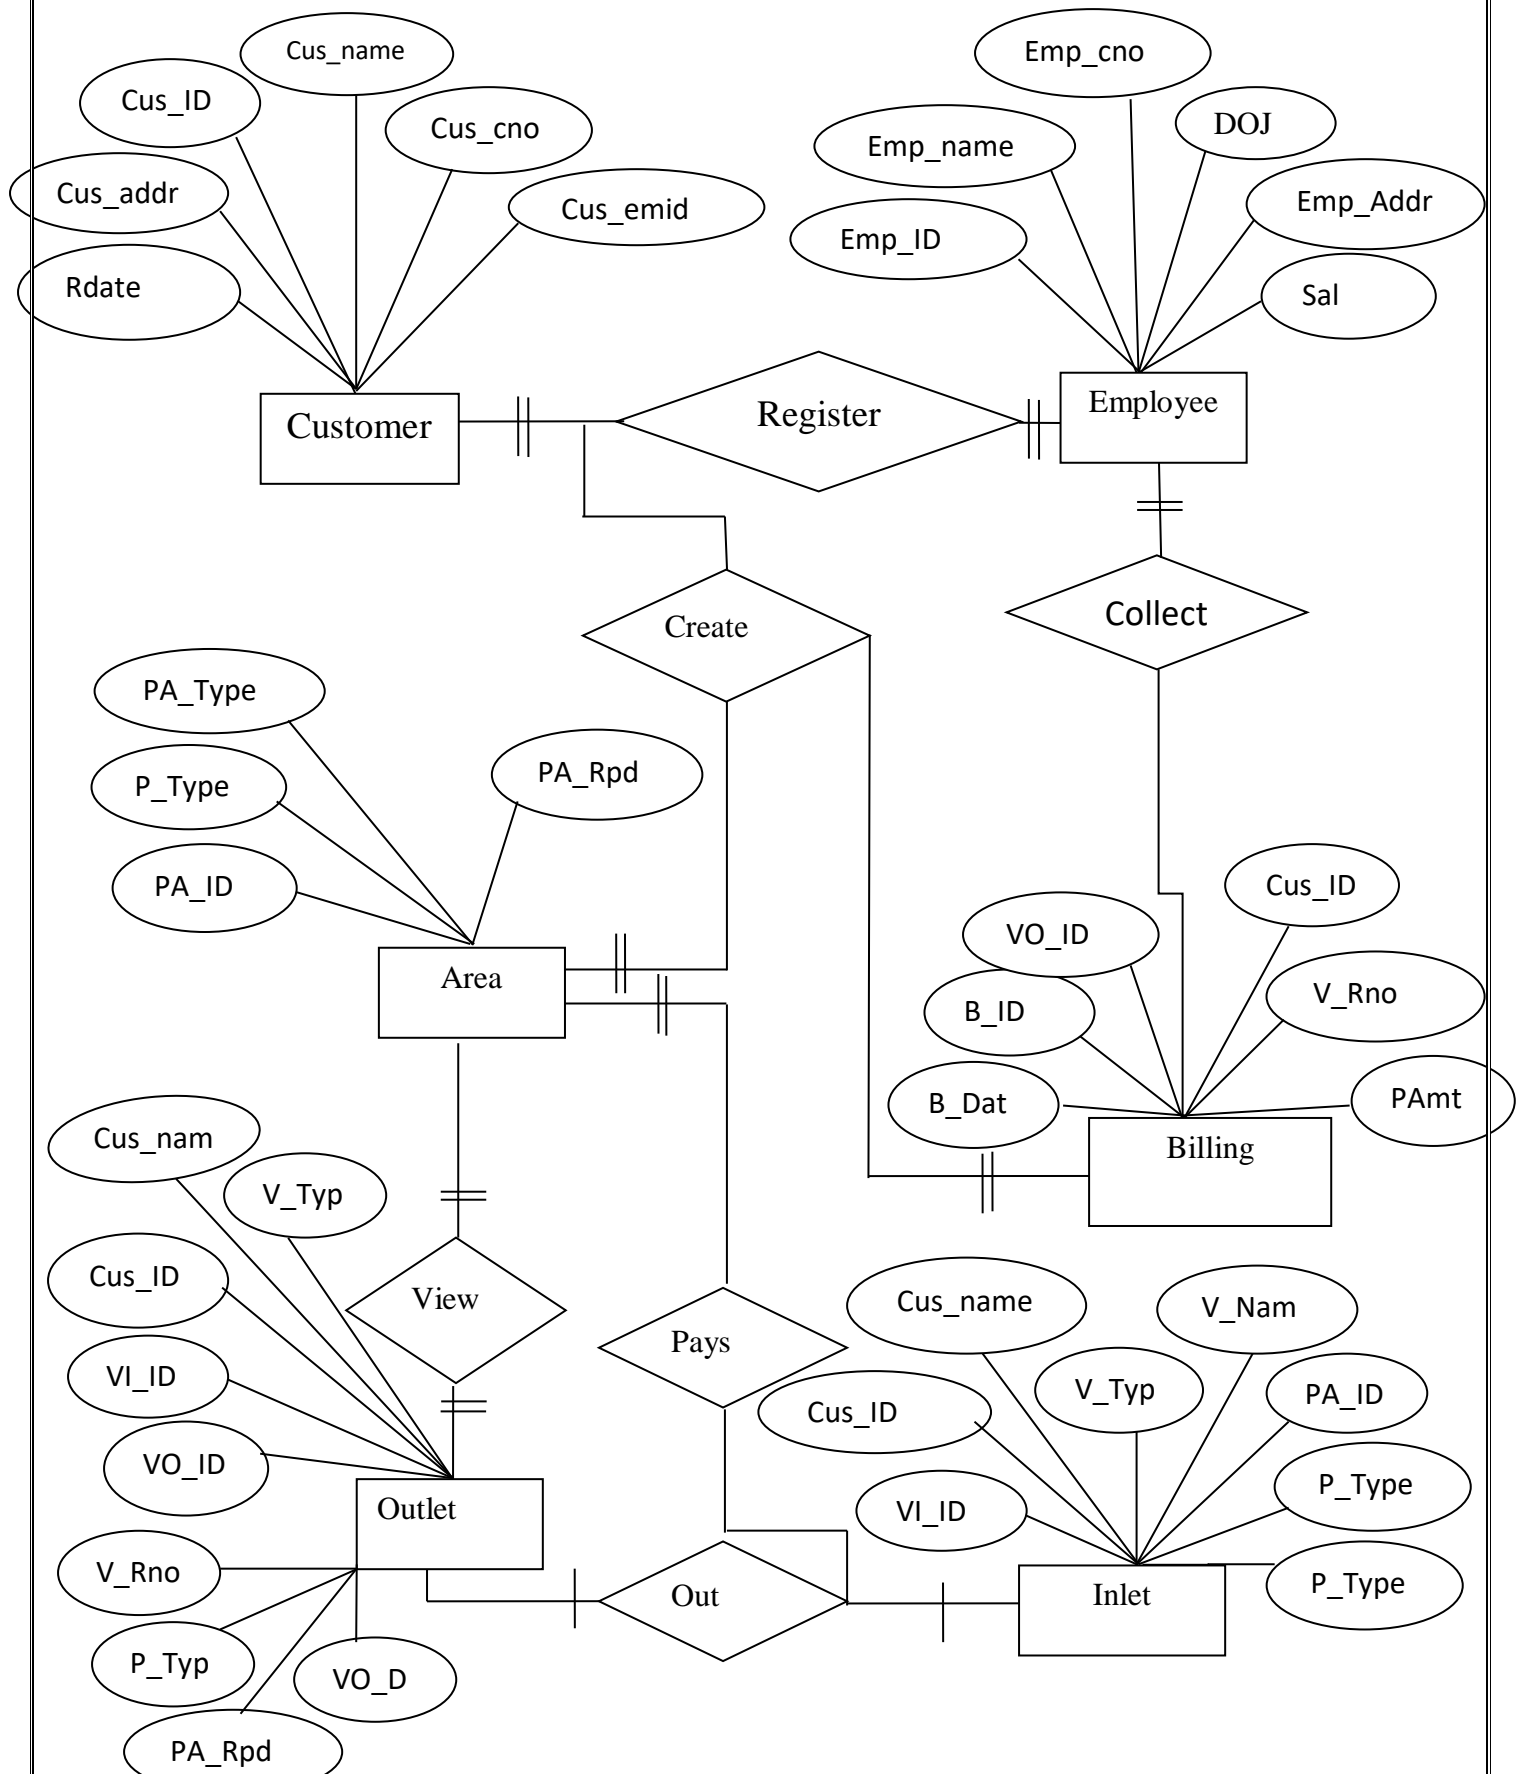 Cus_name
Emp_cno
Cus_ID
Cus_cno
DOJ
Emp_name
Cus_addr
Cus_emid
Emp_Addr
Emp_ID
Rdate
Sal
Customer
Register
Employee
Create
Collect
PA_Type
PA_Rpd
P_Type
PA_ID
Cus_ID
VO_ID
Area
B_ID
V_Rno
B_Dat
PAmt
Cus_nam
Billing
V_Typ
Cus_ID
View
Cus_name
V_Nam
Pays
VI_ID
V_Typ
PA_ID
Cus_ID
VO_ID
P_Type
Outlet
VI_ID
V_Rno
Out
Inlet
P_Type
P_Typ
VO_D
PA_Rpd